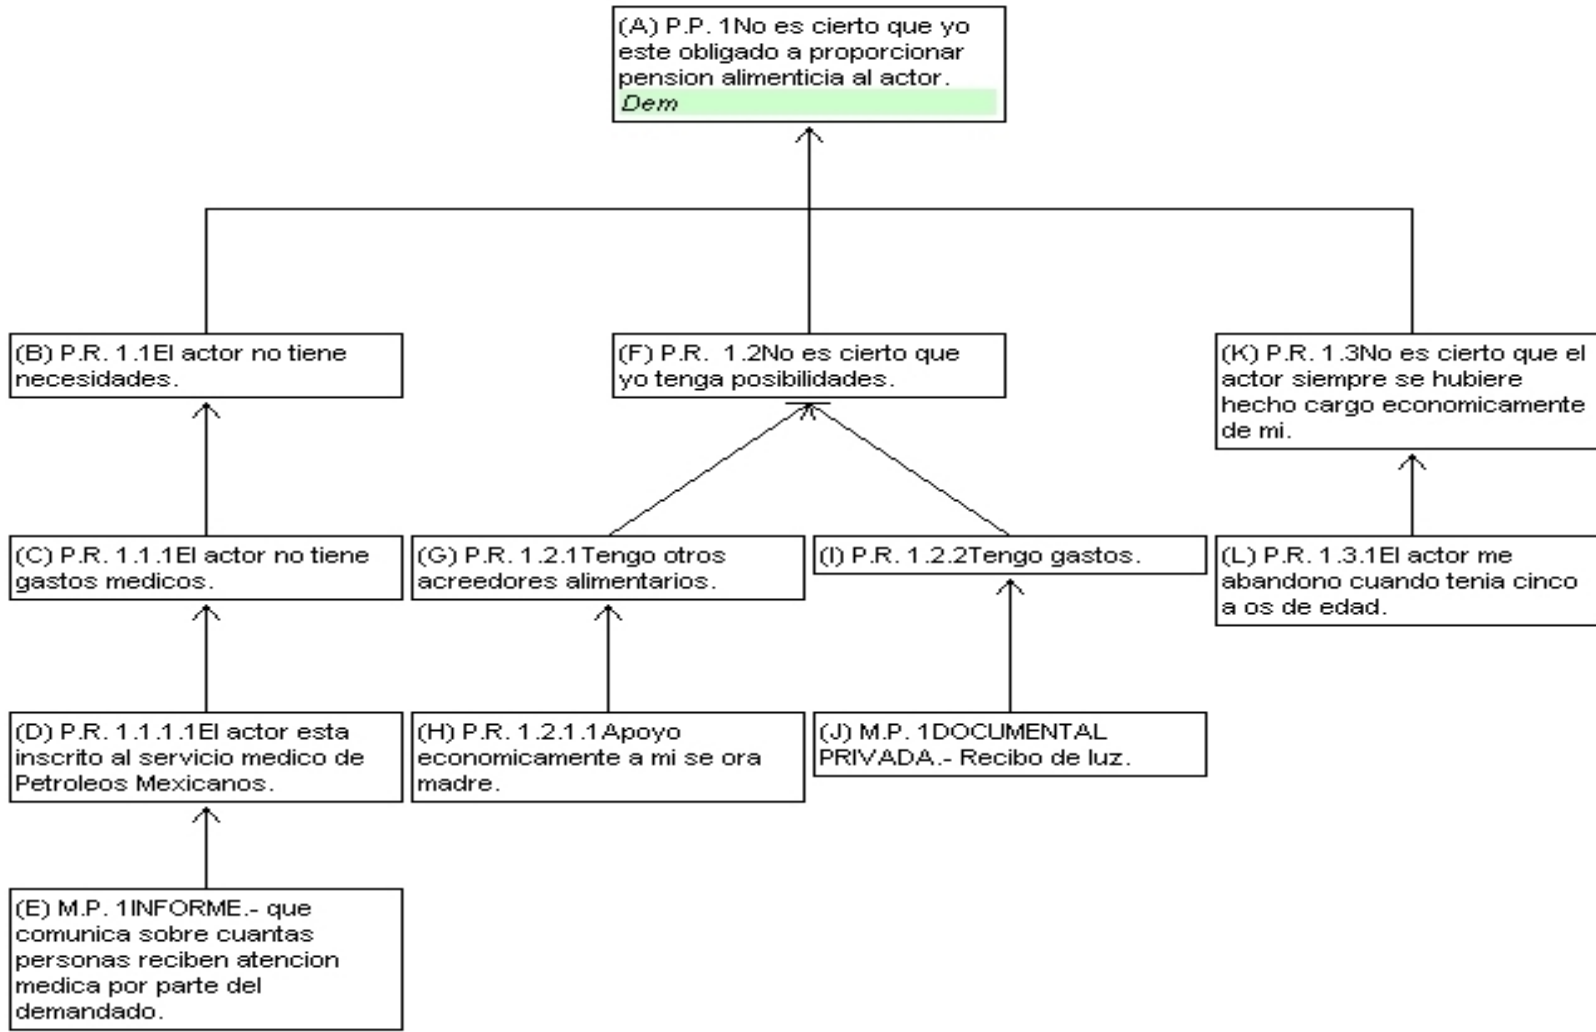 (A) P.P. 1No es cierto que yo
este obligado a proporcionar
pension alimenticia al actor.
Dem
(B) P.R. 1.1El actor no tiene
necesidades.
(F) P.R. 1.2No es cierto que
yo tenga posibilidades.
(K) P.R. 1.3No es cierto que el
actor siempre se hubiere
hecho cargo economicamente
de mi.
(C) P.R. 1.1.1El actor no tiene
gastos medicos.
(G) P.R. 1.2.1Tengo otros
acreedores alimentarios.
(I) P.R. 1.2.2Tengo gastos.
(L) P.R. 1.3.1El actor me
abandono cuando tenia cinco
a os de edad.
(D) P.R. 1.1.1.1El actor esta
inscrito al servicio medico de
Petroleos Mexicanos.
(H) P.R. 1.2.1.1Apoyo
economicamente a mi se ora
madre.
(J) M.P. 1DOCUMENTAL
PRIVADA.- Recibo de luz.
(E) M.P. 1INFORME.- que
comunica sobre cuantas
personas reciben atencion
medica por parte del
demandado.